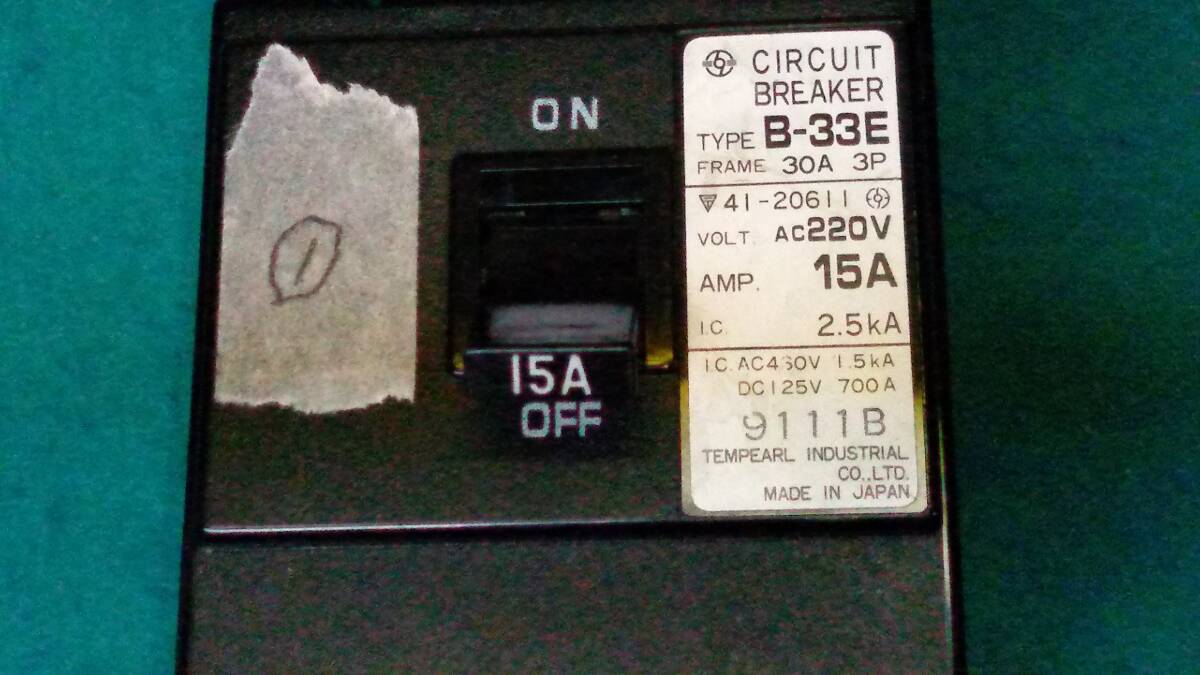 1
ON
15A
OFF
CIRCUIT
BREAKER
TYPE B-33E
FRAME 30A 3P
41-20611
VOLT. AC220V
AMP. 15A
I.C. 2.5kA
I.C. AC460V 1.5kA
DC125V 700A
9111B
TEMPEARL INDUSTRIAL
CO.,LTD.
MADE IN JAPAN